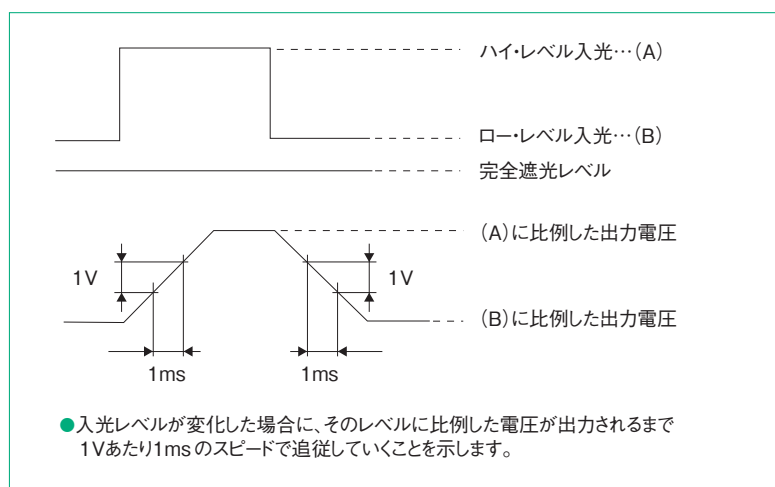 ハイ・レベル入光…(A)
ロー・レベル入光…(B)
完全遮光レベル
(A)に比例した出力電圧
1V
1V
(B)に比例した出力電圧
1ms
1ms
●入光レベルが変化した場合に、そのレベルに比例した電圧が出力されるまで
1Vあたり1msのスピードで追従していくことを示します。